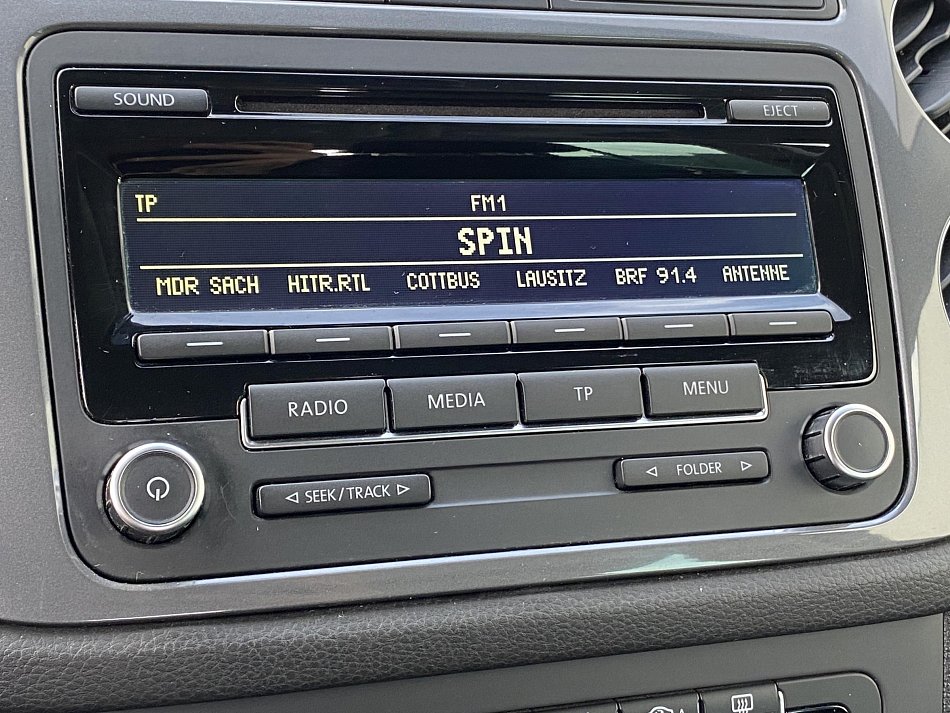 SOUND EJECT
TP FM1
SPIN
MDR SACH HITR.RTL COTTBUS LAUSITZ BRF 91.4 ANTENNE
RADIO MEDIA TP MENU
SEEK/TRACK FOLDER